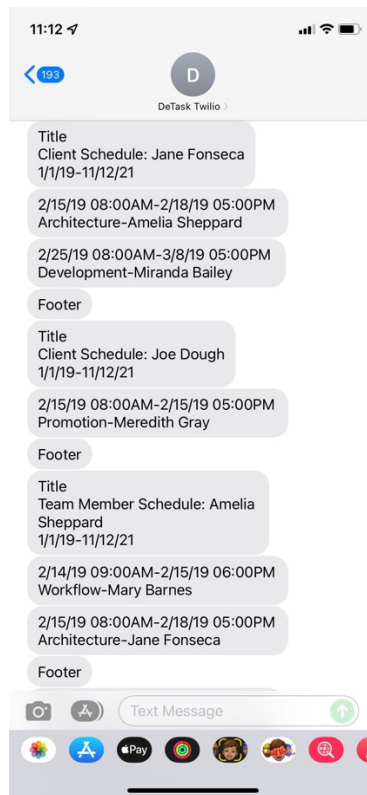 11:12
193
D
DeTask Twilio
Title
Client Schedule: Jane Fonseca
1/1/19-11/12/21
2/15/19 08:00AM-2/18/19 05:00PM
Architecture-Amelia Sheppard
2/25/19 08:00AM-3/8/19 05:00PM
Development-Miranda Bailey
Footer
Title
Client Schedule: Joe Dough
1/1/19-11/12/21
2/15/19 08:00AM-2/15/19 05:00PM
Promotion-Meredith Gray
Footer
Title
Team Member Schedule: Amelia
Sheppard
1/1/19-11/12/21
2/14/19 09:00AM-2/15/19 06:00PM
Workflow-Mary Barnes
2/15/19 08:00AM-2/18/19 05:00PM
Architecture-Jane Fonseca
Footer
Text Message
Pay